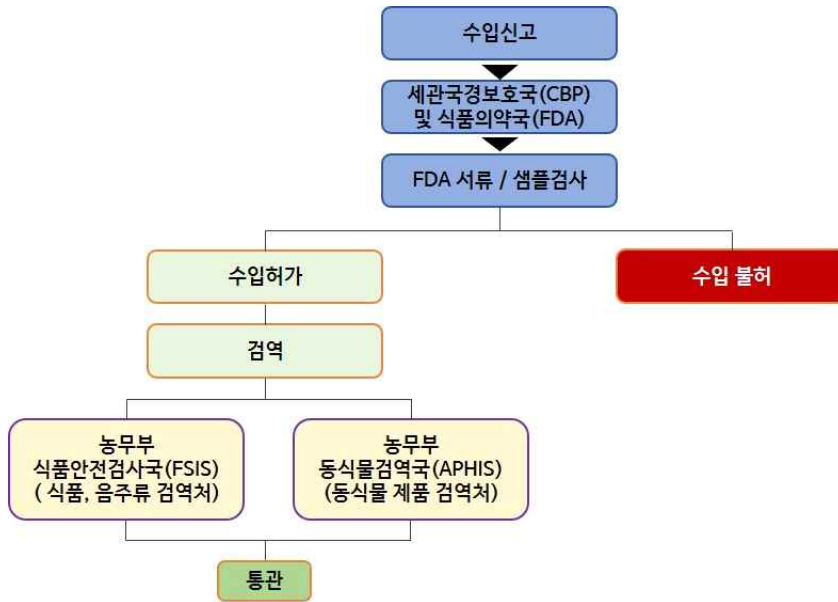 수입신고
세관국경보호국(CBP)
및 식품의약국(FDA)
FDA 서류 / 샘플검사
수입허가
수입 불허
검역
농무부
식품안전검사국(FSIS)
( 식품, 음주류 검역처)
농무부
동식물검역국(APHIS)
(동식물 제품 검역처)
통관